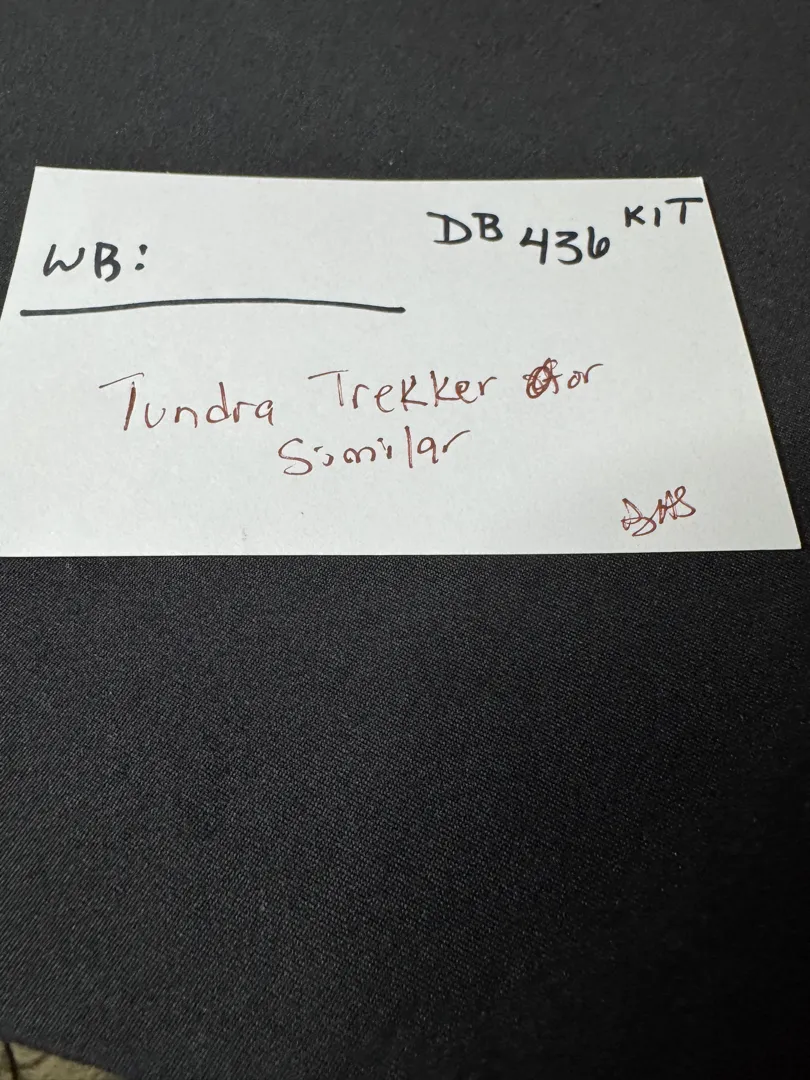 WB:
DB 436 KIT
Tundra Trekker or
Similar